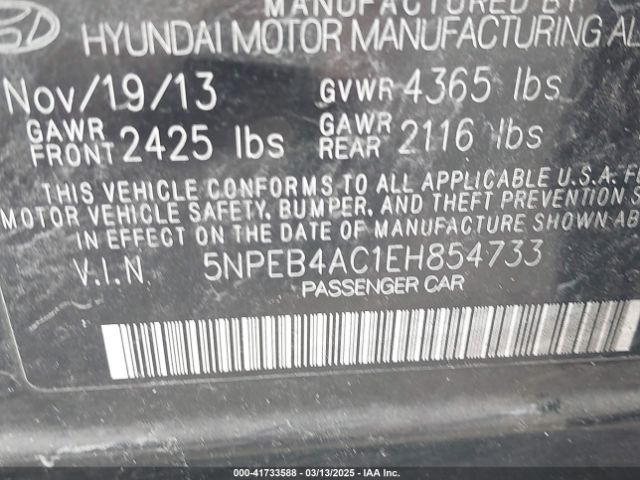 MANUFACTURED BY
HYUNDAI MOTOR MANUFACTURING AL
Nov/19/13 GVWR 4365 lbs
GAWR FRONT 2425 lbs GAWR REAR 2116 lbs
THIS VEHICLE CONFORMS TO ALL APPLICABLE U.S.A. FE
MOTOR VEHICLE SAFETY, BUMPER, AND THEFT PREVENTION S
IN EFFECT ON THE DATE OF MANUFACTURE SHOWN AB
V.I.N. 5NPEB4AC1EH854733
PASSENGER CAR
000-41733588 - 03/13/2025 - IAA Inc.